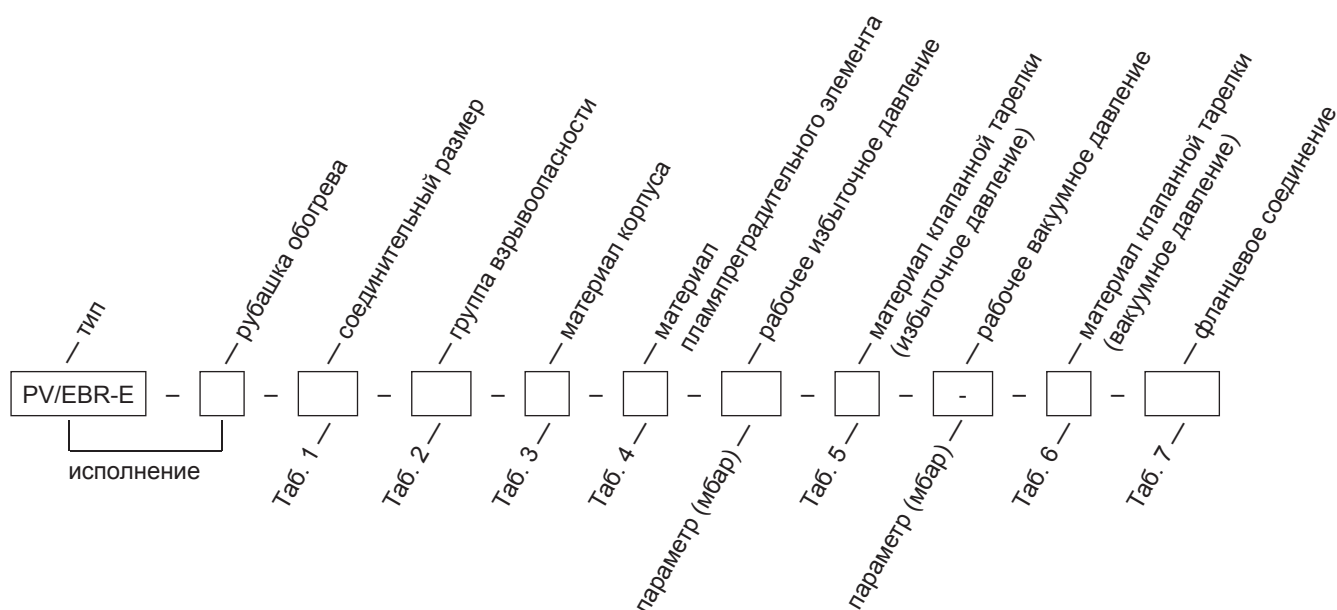 тип
рубашка обогрева
соединительный размер
группа взрывоопасности
материал корпуса
материал
пламяпреградительного элемента
рабочее избыточное давление
материал клапанной тарелки
(избыточное давление)
рабочее вакуумное давление
материал клапанной тарелки
(вакуумное давление)
фланцевое соединение
PV/EBR-E – – – – – – – – - – –
исполнение
Таб. 1
Таб. 2
Таб. 3
Таб. 4
параметр (мбар)
Таб. 5
параметр (мбар)
Таб. 6
Таб. 7